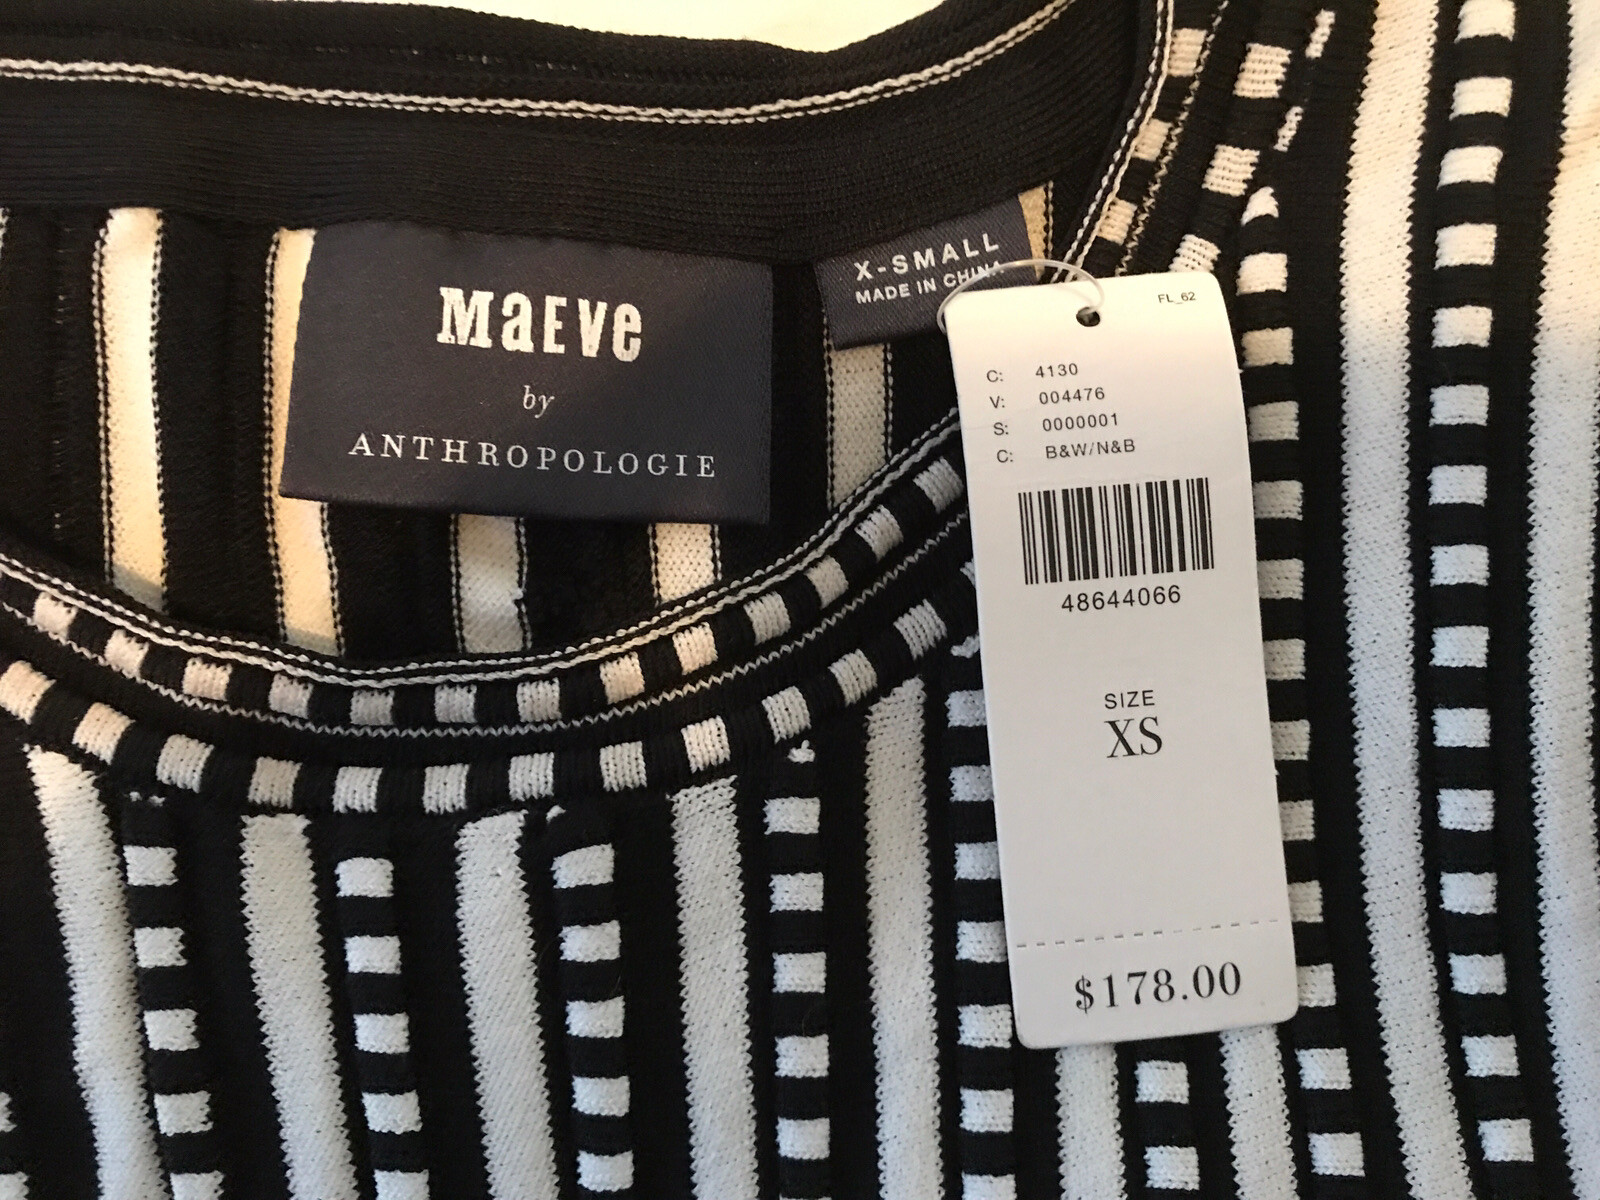 MaEVe
by
ANTHROPOLOGIE
X-SMALL
MADE IN CHINA
FL_62
C: 4130
V: 004476
S: 0000001
C: B&W/N&B
48644066
SIZE
XS
$178.00